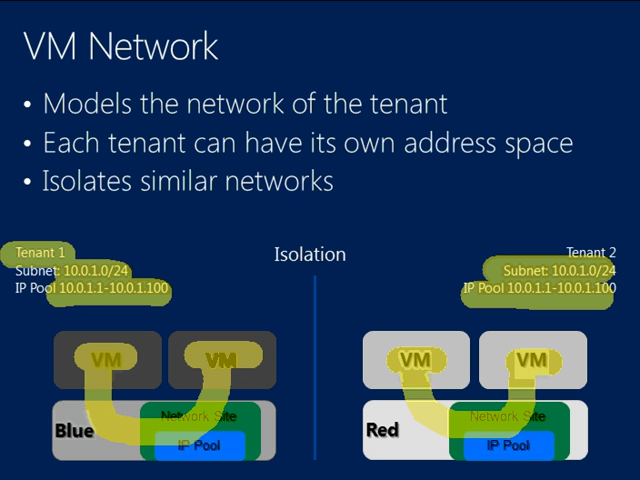 VM Network
• Models the network of the tenant
• Each tenant can have its own address space
• Isolates similar networks
Tenant 1
Subnet: 10.0.1.0/24
IP Pool 10.0.1.1-10.0.1.100
Isolation
Tenant 2
Subnet: 10.0.1.0/24
IP Pool 10.0.1.1-10.0.1.100
VM
VM
Blue
Network Site
IP Pool
VM
VM
Red
Network Site
IP Pool